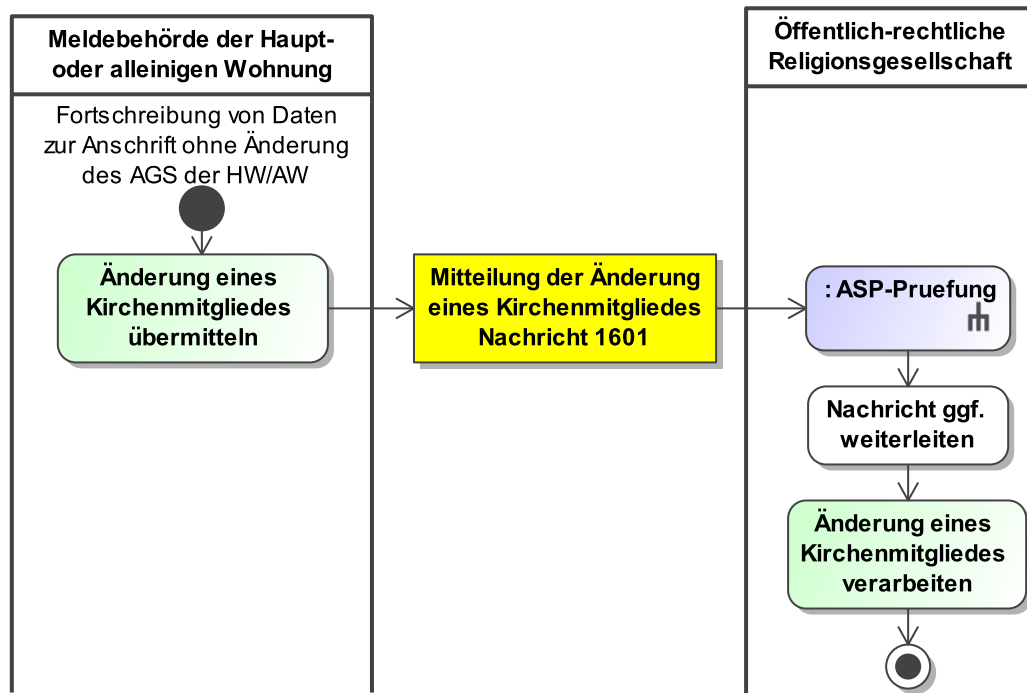 Meldebehörde der Haupt-
oder alleinigen Wohnung
Fortschreibung von Daten
zur Anschrift ohne Änderung
des AGS der HW/AW
Änderung eines
Kirchenmitgliedes
übermitteln
Mitteilung der Änderung
eines Kirchenmitgliedes
Nachricht 1601
Öffentlich-rechtliche
Religionsgesellschaft
: ASP-Pruefung
Nachricht ggf.
weiterleiten
Änderung eines
Kirchenmitgliedes
verarbeiten